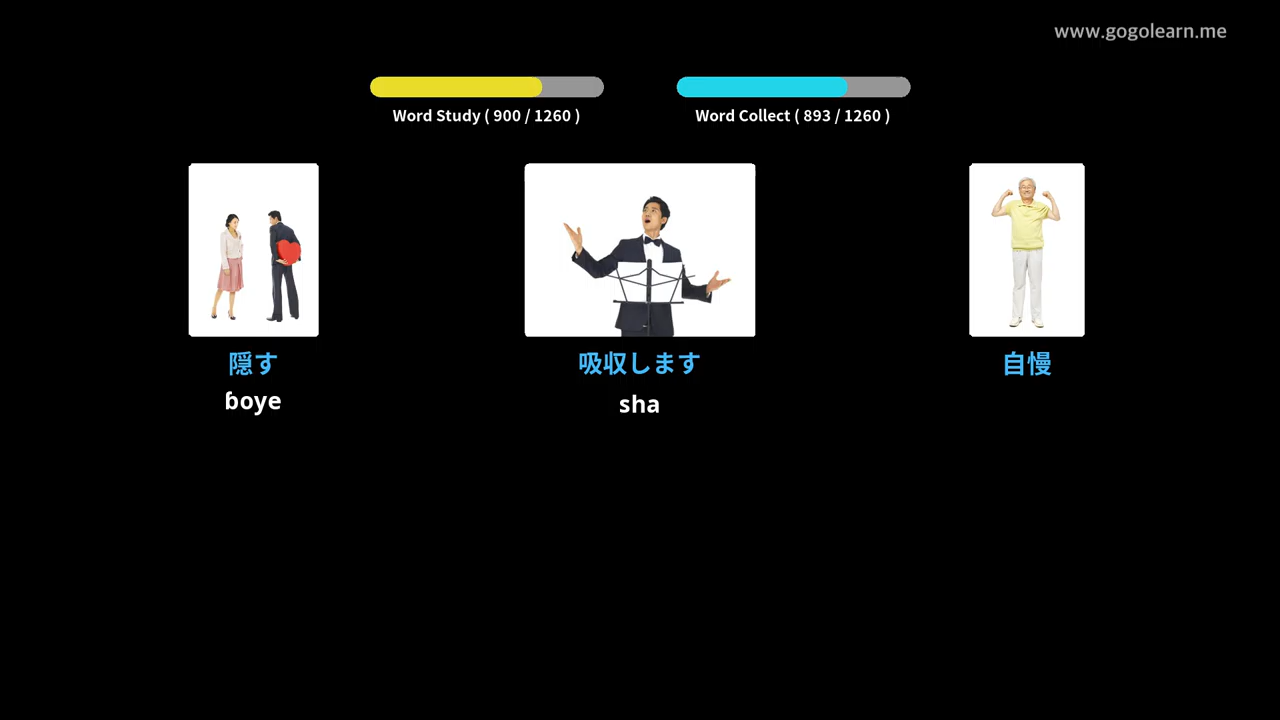 www.gogolearn.me
Word Study ( 900 / 1260 )
Word Collect ( 893 / 1260 )
隠す
吸収します
自慢
ɓoye
sha